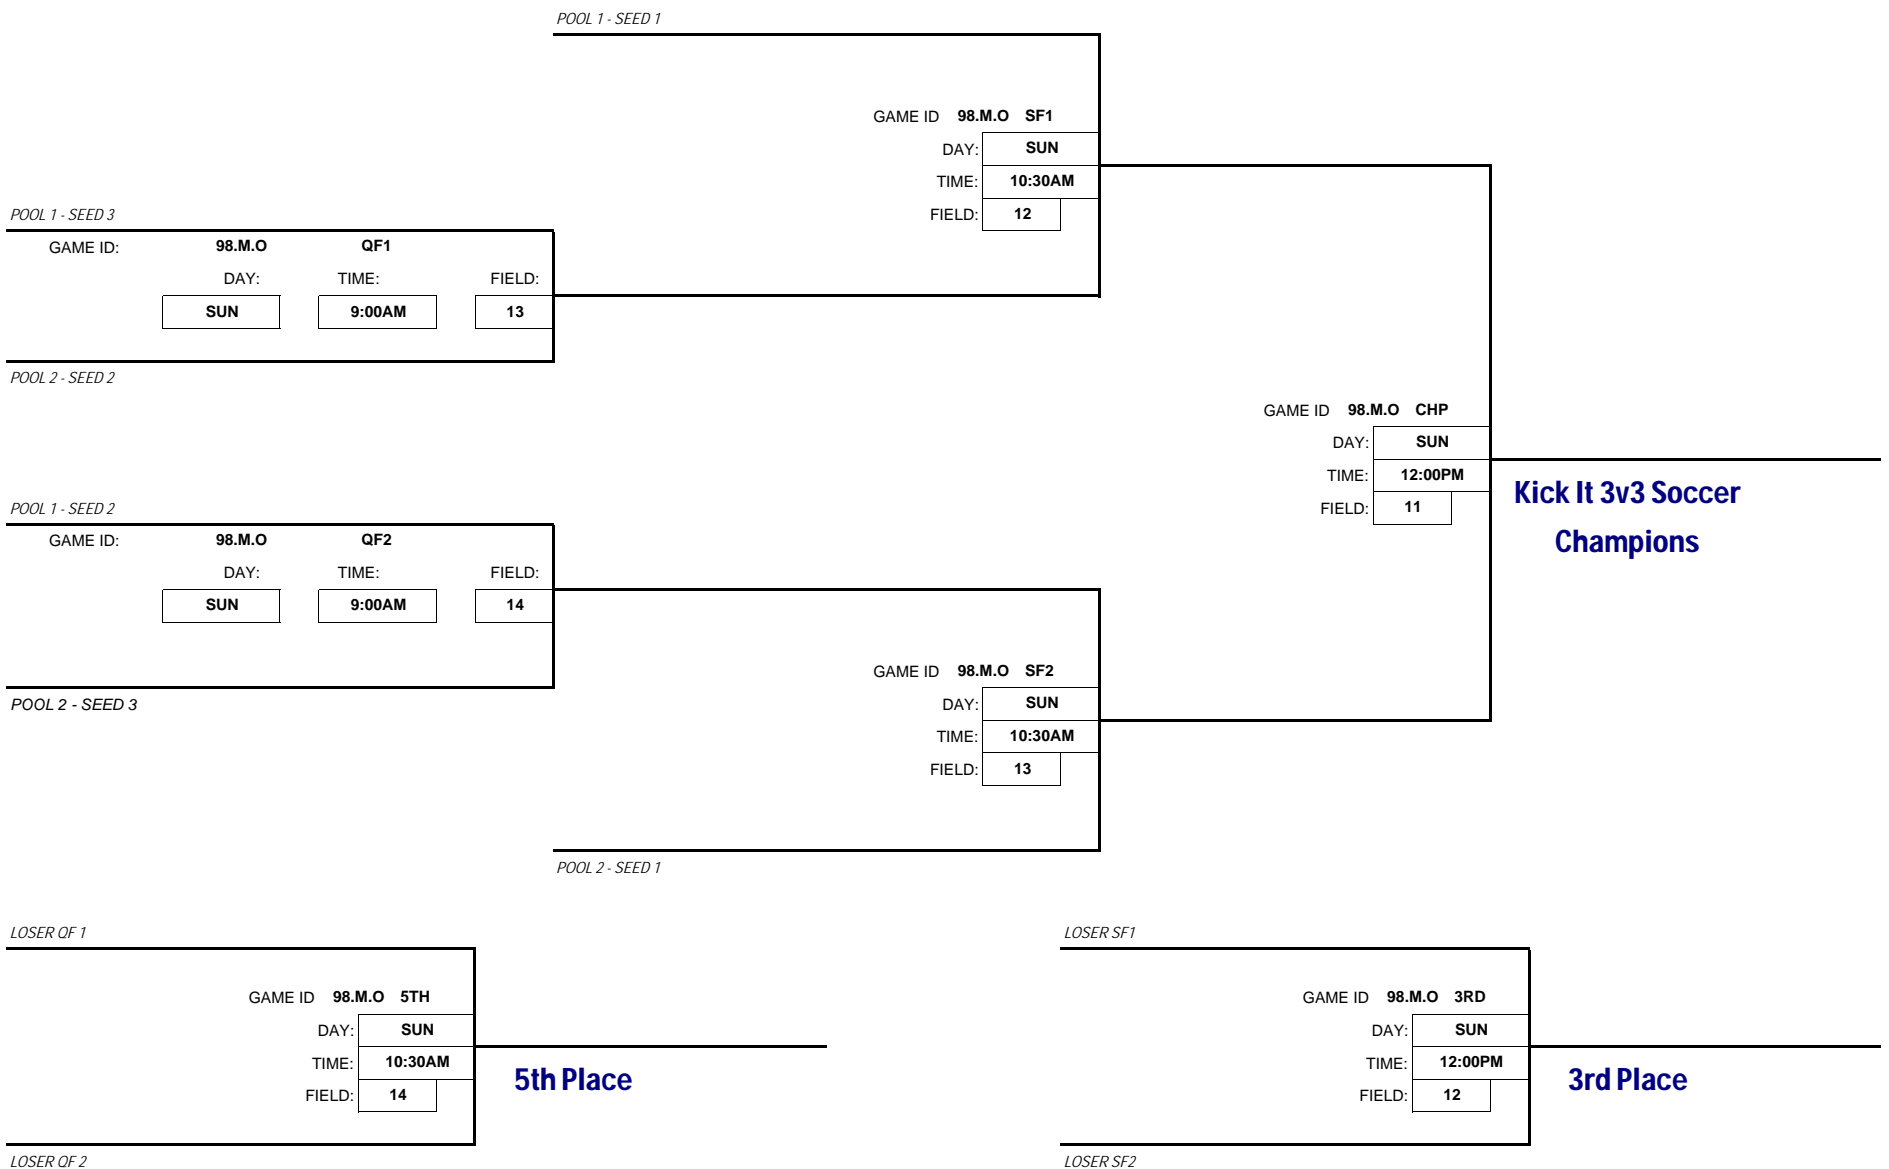 POOL 1 - SEED 1
GAME ID 98.M.O SF1
DAY: SUN
TIME: 10:30AM
FIELD: 12
POOL 1 - SEED 3
GAME ID: 98.M.O QF1
DAY: TIME: FIELD:
SUN 9:00AM 13
POOL 2 - SEED 2
GAME ID 98.M.O CHP
DAY: SUN
TIME: 12:00PM
FIELD: 11
Kick It 3v3 Soccer
Champions
POOL 1 - SEED 2
GAME ID: 98.M.O QF2
DAY: TIME: FIELD:
SUN 9:00AM 14
POOL 2 - SEED 3
GAME ID 98.M.O SF2
DAY: SUN
TIME: 10:30AM
FIELD: 13
POOL 2 - SEED 1
LOSER QF 1
GAME ID 98.M.O 5TH
DAY: SUN
TIME: 10:30AM
FIELD: 14
5th Place
LOSER QF 2
LOSER SF1
GAME ID 98.M.O 3RD
DAY: SUN
TIME: 12:00PM
FIELD: 12
3rd Place
LOSER SF2